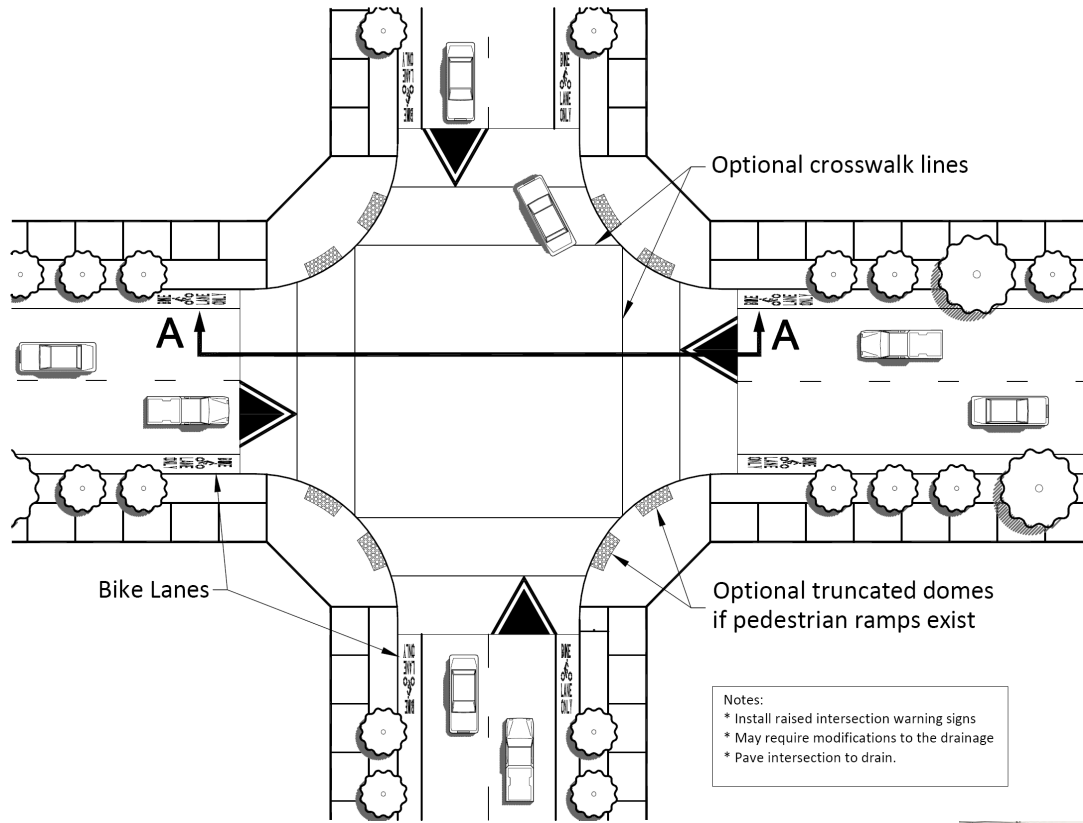 BIKE
LANE
ONLY
BIKE
LANE
ONLY
Optional crosswalk lines
BIKE
LANE
ONLY
BIKE
LANE
ONLY
A
A
BIKE
LANE
ONLY
BIKE
LANE
ONLY
Bike Lanes
Optional truncated domes
if pedestrian ramps exist
BIKE
LANE
ONLY
BIKE
LANE
ONLY
Notes:
* Install raised intersection warning signs
* May require modifications to the drainage
* Pave intersection to drain.